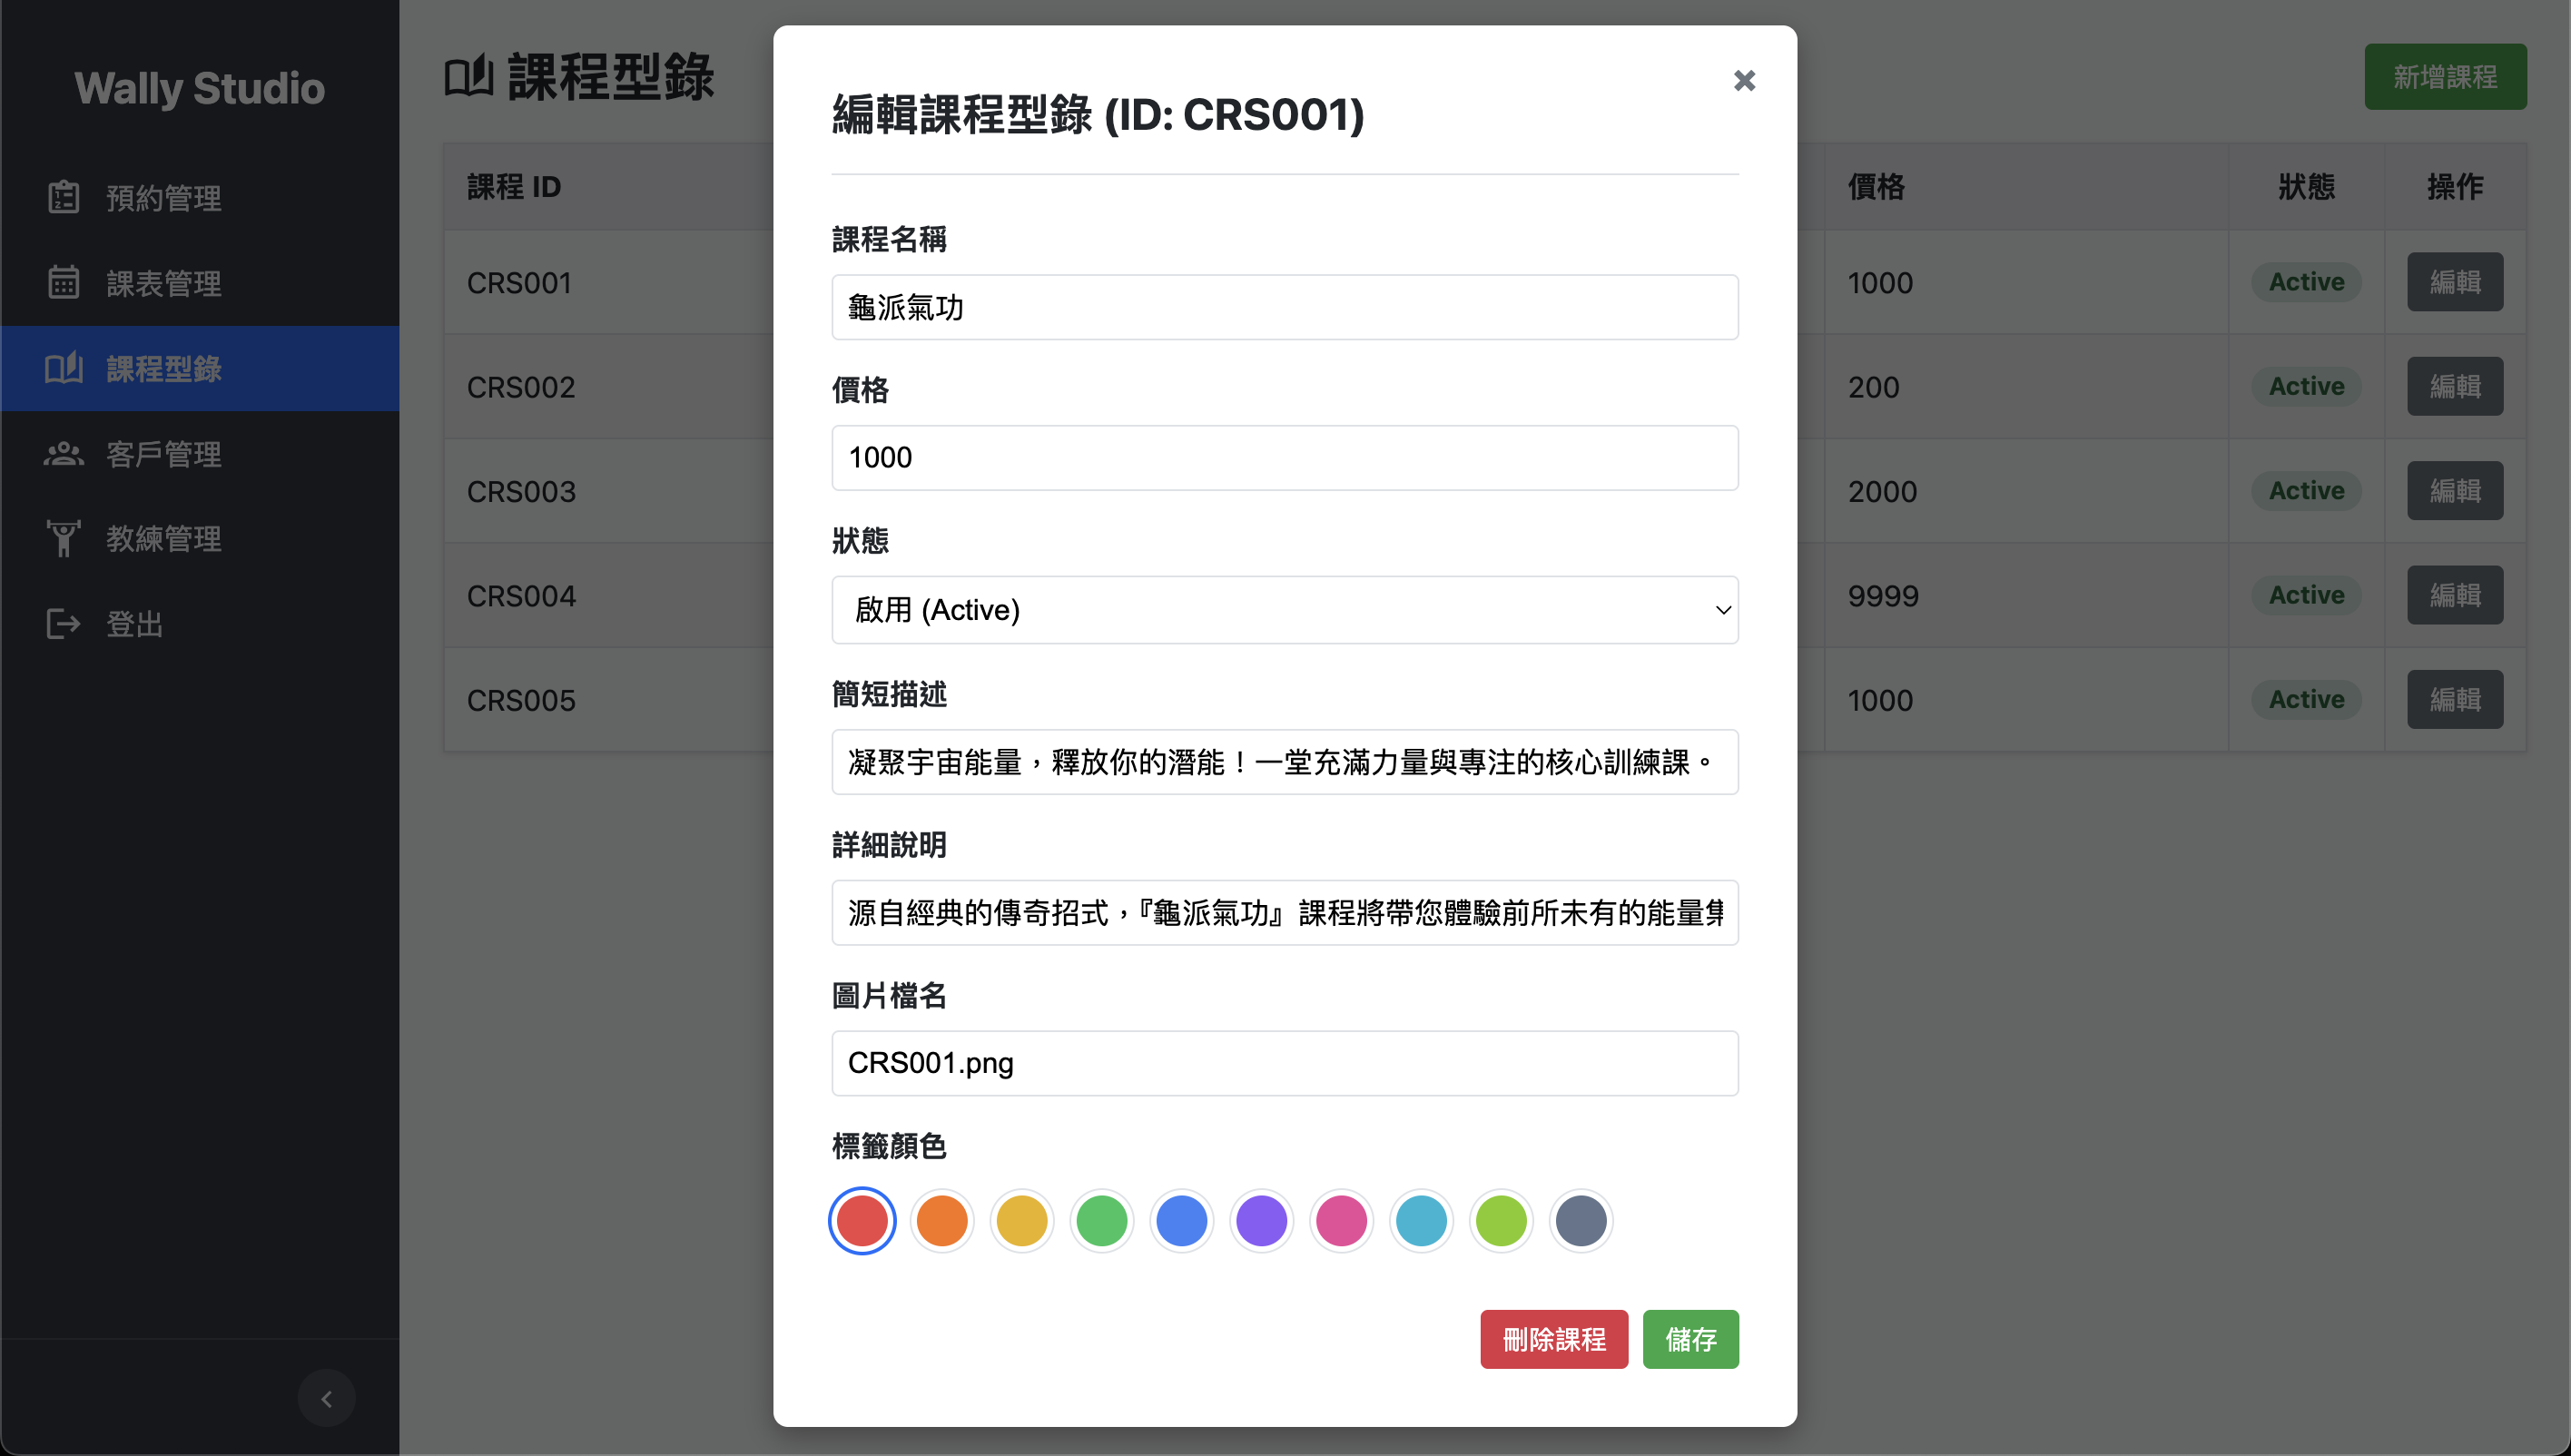 Wally Studio
預約管理
課表管理
課程型錄
客戶管理
教練管理
登出
課程型錄
新增課程
課程 ID 價格 狀態 操作
CRS001 1000 Active 編輯
CRS002 200 Active 編輯
CRS003 2000 Active 編輯
CRS004 9999 Active 編輯
CRS005 1000 Active 編輯
編輯課程型錄 (ID: CRS001)
課程名稱
龜派氣功
價格
1000
狀態
啟用 (Active)
簡短描述
凝聚宇宙能量，釋放你的潛能！一堂充滿力量與專注的核心訓練課。
詳細說明
源自經典的傳奇招式，『龜派氣功』課程將帶您體驗前所未有的能量集
圖片檔名
CRS001.png
標籤顏色
刪除課程 儲存